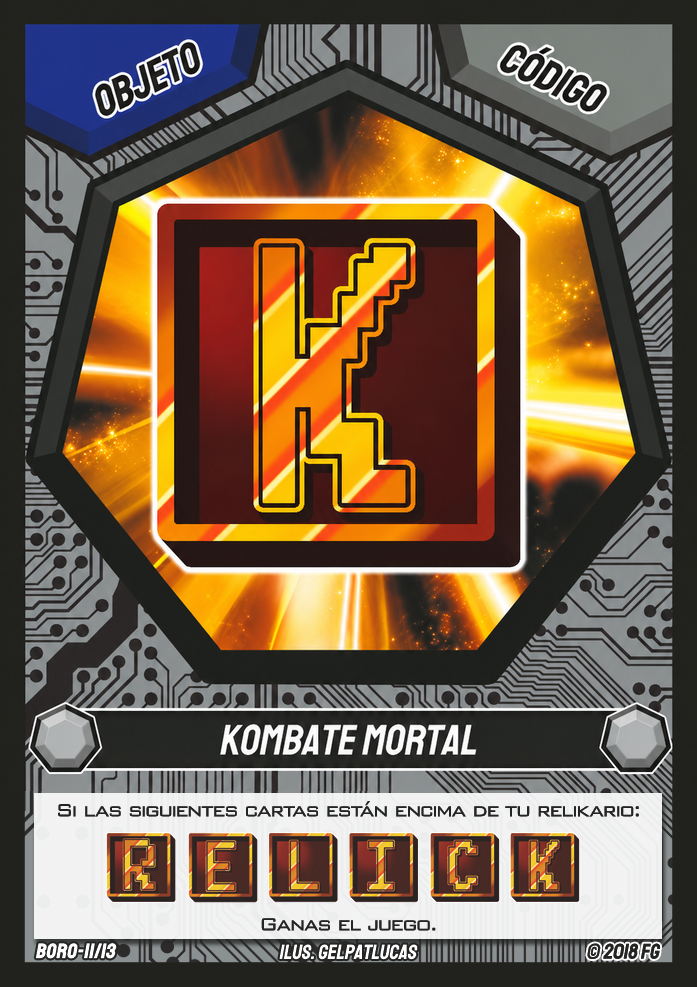 OBJETO
CÓDIGO
K
KOMBATE MORTAL
Si las siguientes cartas están encima de tu relikario:
R E L I C K
Ganas el juego.
BORO-11/13
ILUS. GELPATLUCAS
© 2018 FG